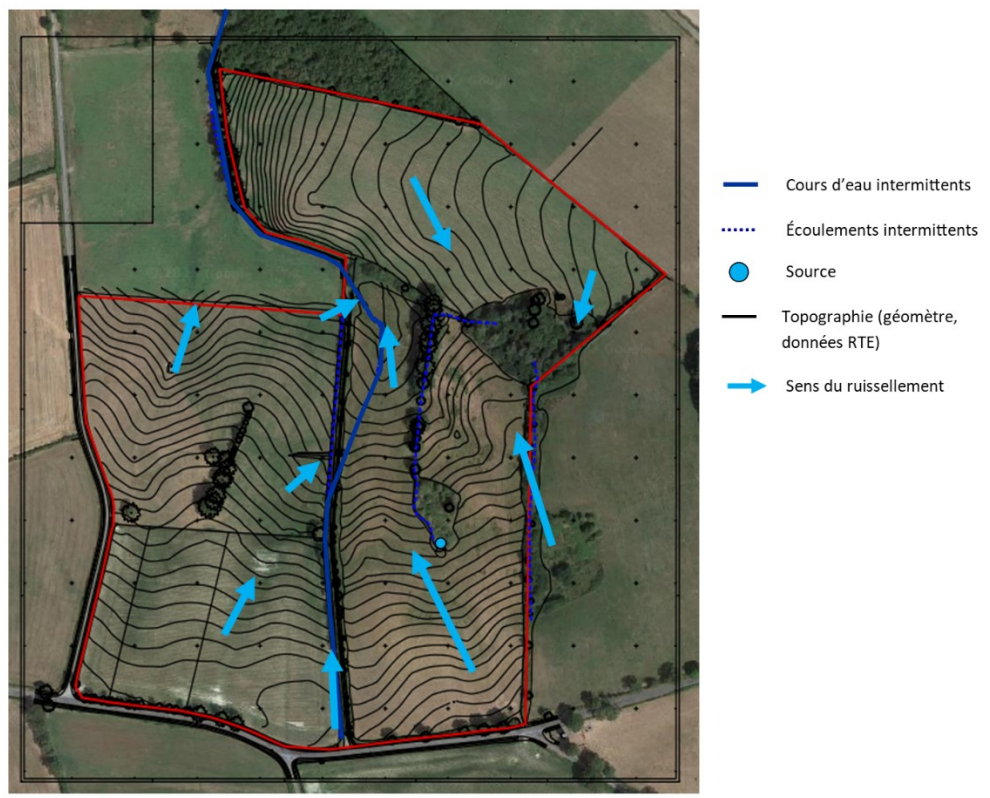 Cours d’eau intermittents
Écoulements intermittents
Source
Topographie (géomètre,
données RTE)
Sens du ruissellement